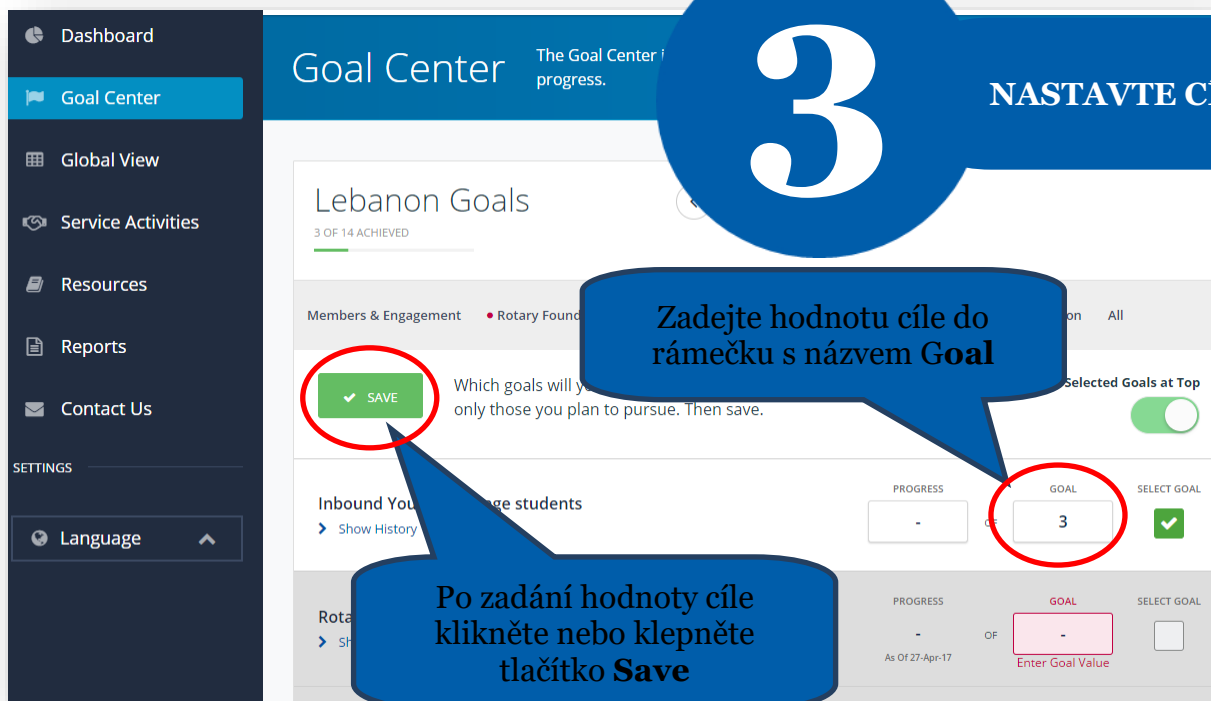 Dashboard
Goal Center
Global View
Service Activities
Resources
Reports
Contact Us
SETTINGS
Language
Goal Center
The Goal Center
progress.
3
NASTAVTE
Lebanon Goals
3 OF 14 ACHIEVED
Members & Engagement • Rotary Found
All
Zadejte hodnotu cíle do
rámečku s názvem Goal
SAVE
Which goals will
only those you plan to pursue. Then save.
Selected Goals at Top
Inbound You
students
Show History
PROGRESS
-
OF
GOAL
3
SELECT GOAL
Po zadání hodnoty cíle
klikněte nebo klepněte
tlačítko Save
Rota
PROGRESS
-
As Of 27-Apr-17
OF
GOAL
-
Enter Goal Value
SELECT GOAL